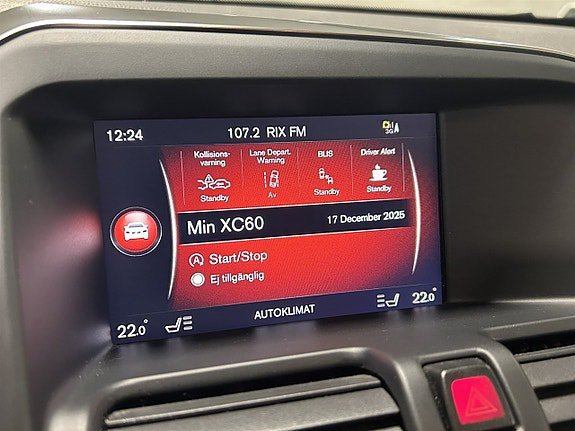 12:24
107.2 RIX FM
3G
Kollisions-
varning
Standby
Lane Depart.
Warning
Av
BLIS
Standby
Driver Alert
Standby
Min XC60
17 December 2025
Start/Stop
Ej tillgänglig
22.0°
AUTOKLIMAT
22.0°